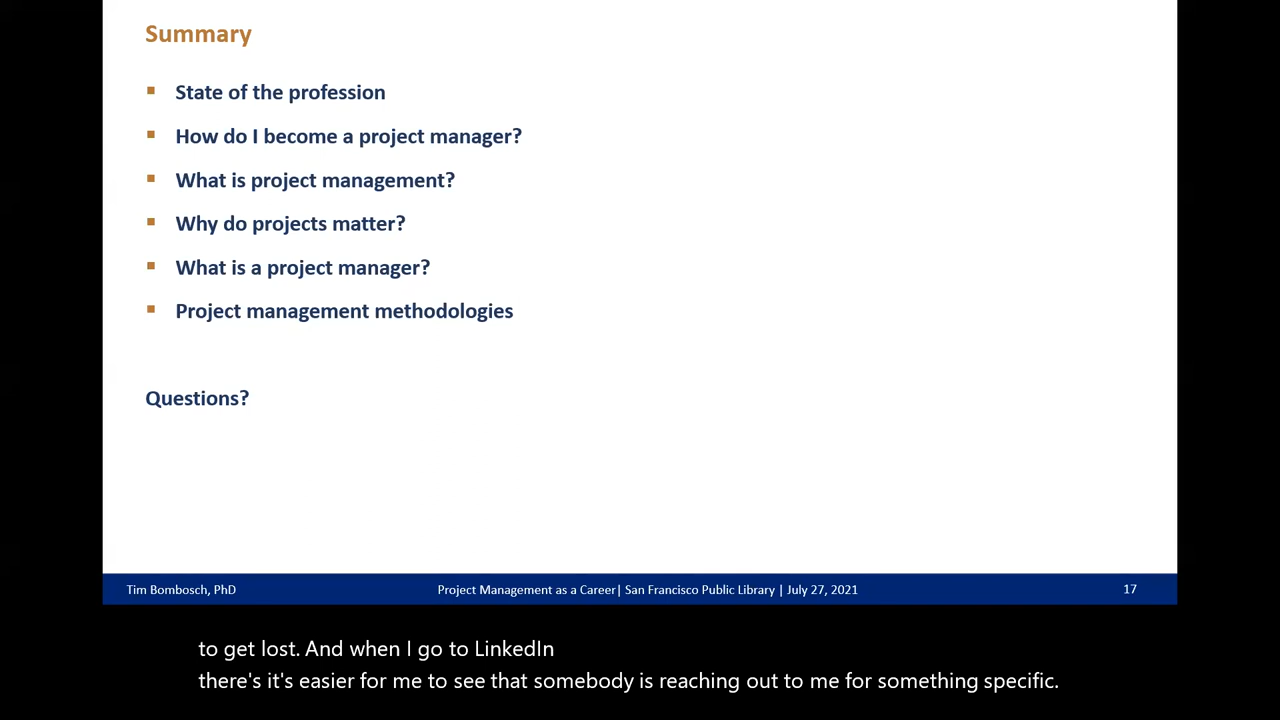 Summary
State of the profession
How do I become a project manager?
What is project management?
Why do projects matter?
What is a project manager?
Project management methodologies
Questions?
Tim Bombosch, PhD
Project Management as a Career| San Francisco Public Library | July 27, 2021
17
to get lost. And when I go to LinkedIn
there's it's easier for me to see that somebody is reaching out to me for something specific.